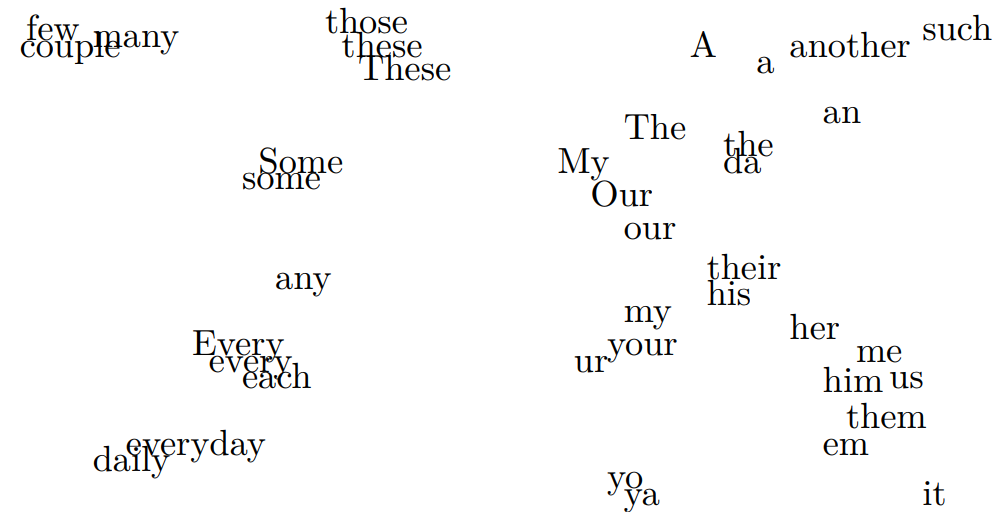 few many those such
couple these A another
These a
an
The
the
Some My da
some
Our
our
their
any his
my
her
Every your
every ur me
each him us
them
everyday em
daily
yo
ya it